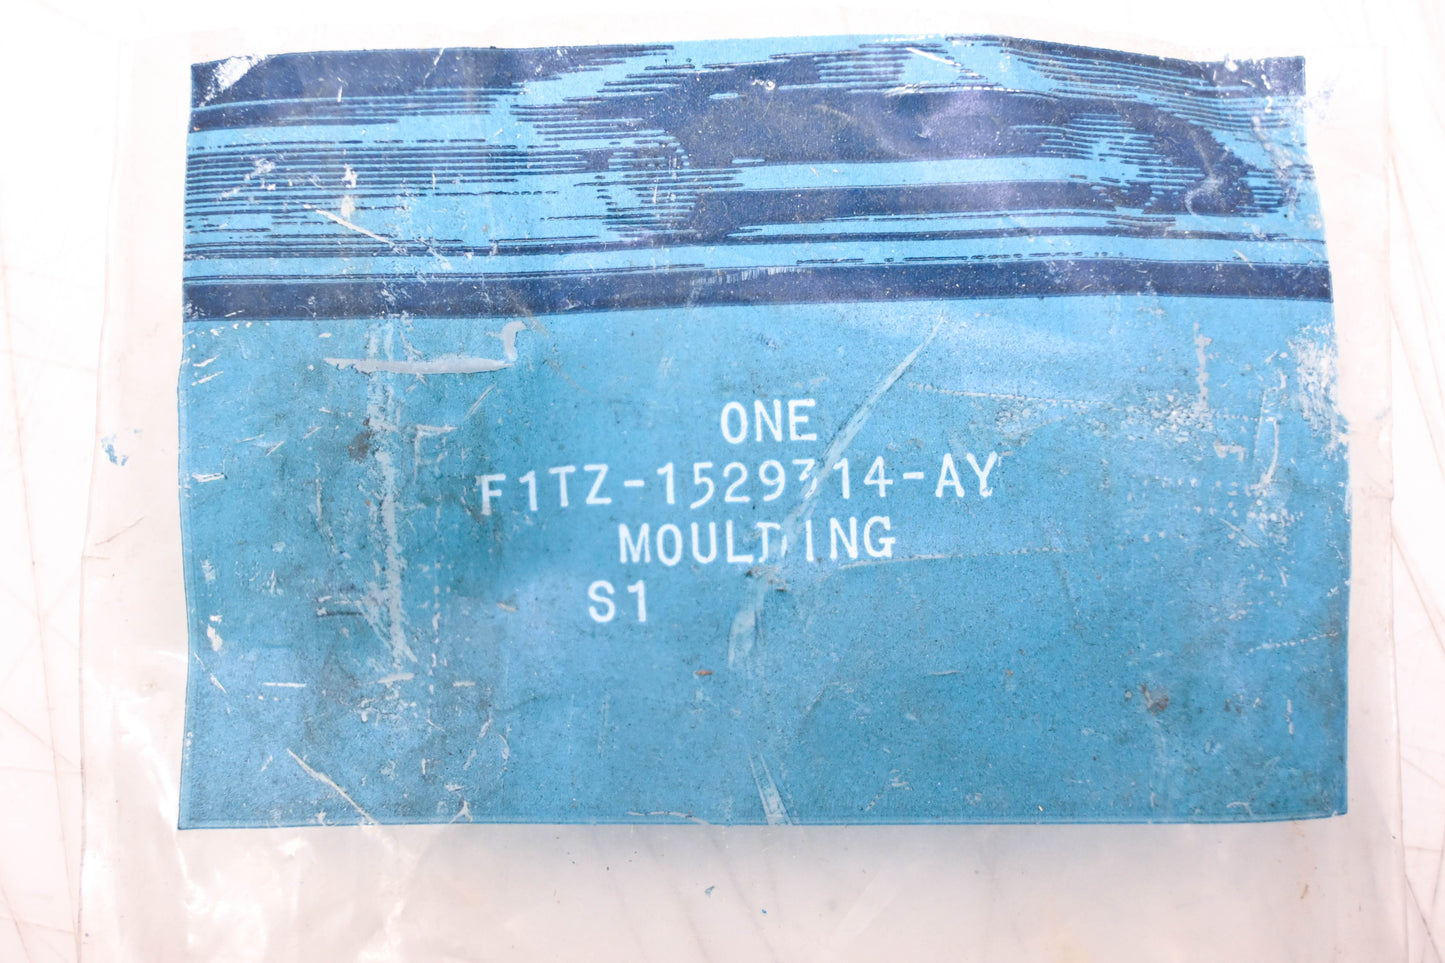 ONE
F1TZ-1529314-AY
MOULDING
S1